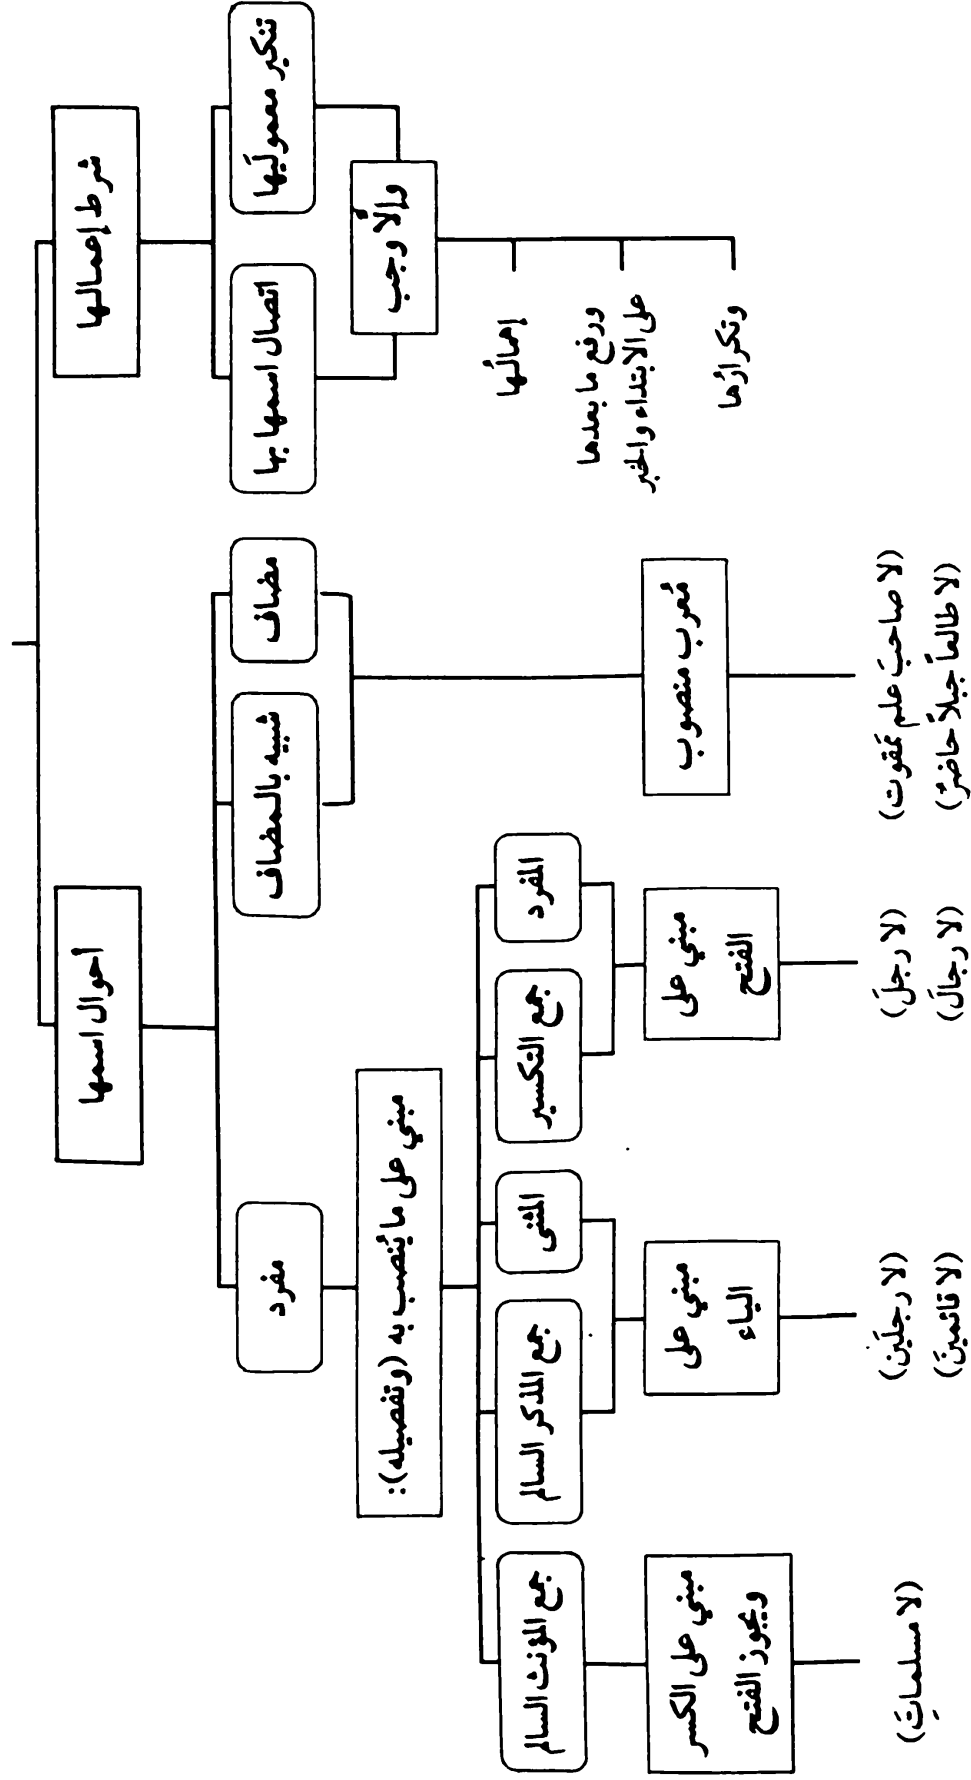 شرط إعمالها
أحوال اسمها
تنكير معمولَيها
اتصال اسمها بها
مضاف
شبيه بالمضاف
مفرد
وإلاّ وجب
إهمالُها
ورفع ما بعدها
على الابتداء والخبر
وتكرارُها
مبني على ما يُنصب به (وتفصيله):
المفرد
جمع التكسير
المثنى
جمع المذكر السالم
جمع المؤنث السالم
مُعرب منصوب
مبني على
الفتح
مبني على
الياء
مبني على الكسر
ويجوز الفتح
(لا صاحبَ علم ممقوت)
(لا طالعاً جبلاً حاضرٌ)
(لا رجلَ)
(لا رجالَ)
(لا رجلَين)
(لا قائمينَ)
(لا مسلماتَِ)